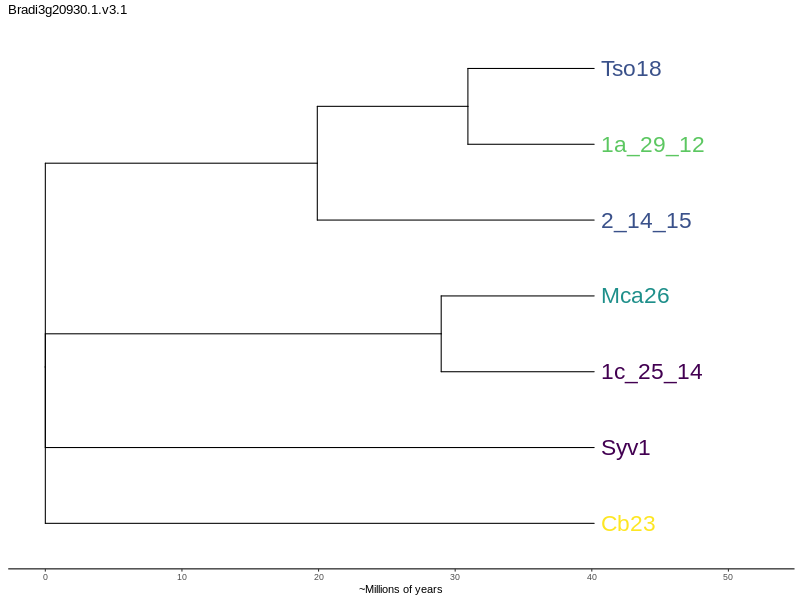 Bradi3g20930.1.v3.1
Tso18
1a_29_12
2_14_15
Mca26
1c_25_14
Syv1
Cb23
0 10 20 30 40 50
~Millions of years